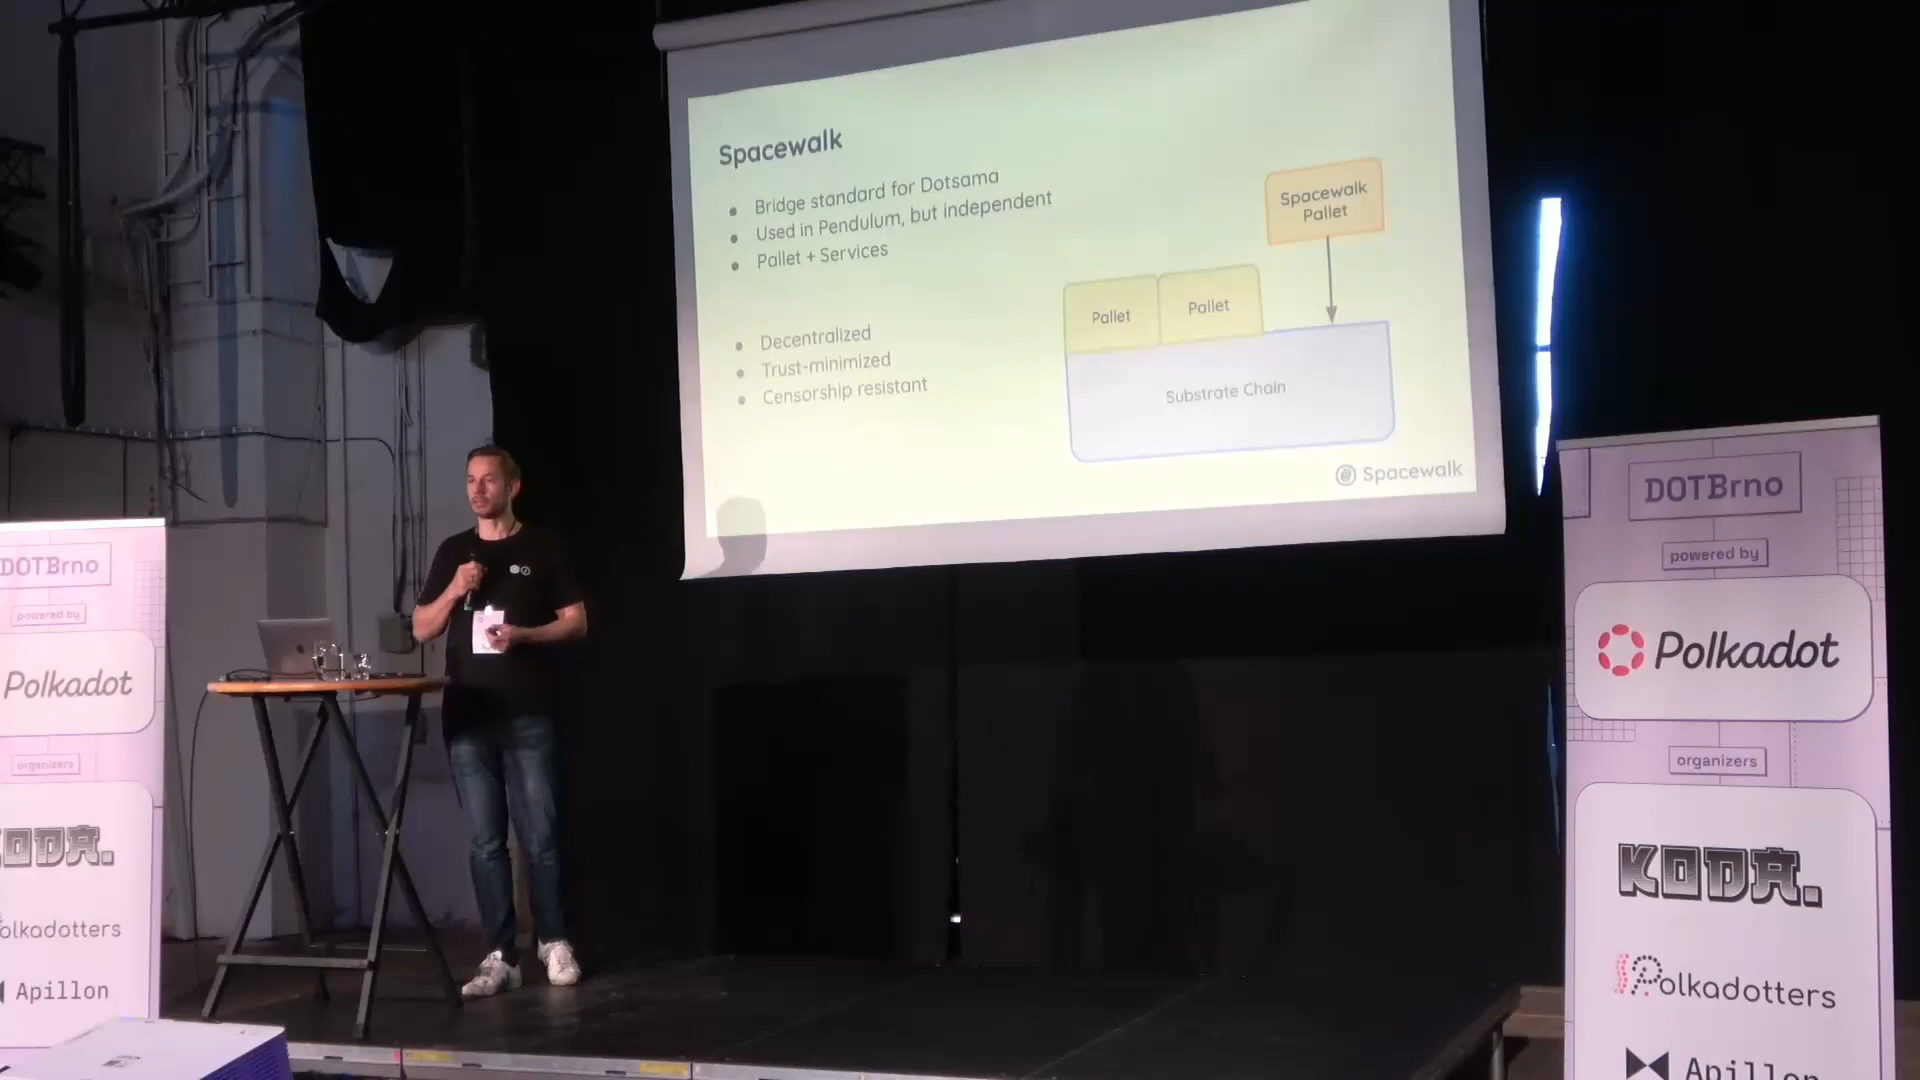 Spacewalk
Bridge standard for Dotsama
Used in Pendulum, but independent
Pallet + Services
Decentralized
Trust-minimized
Censorship resistant
Spacewalk
Pallet
Pallet
Pallet
Substrate Chain
Spacewalk
DOTBrno
powered by
Polkadot
organizers
KODA.
olkadotters
Apillon
DOTBrno
powered by
Polkadot
organizers
KODA.
Polkadotters
Apillon